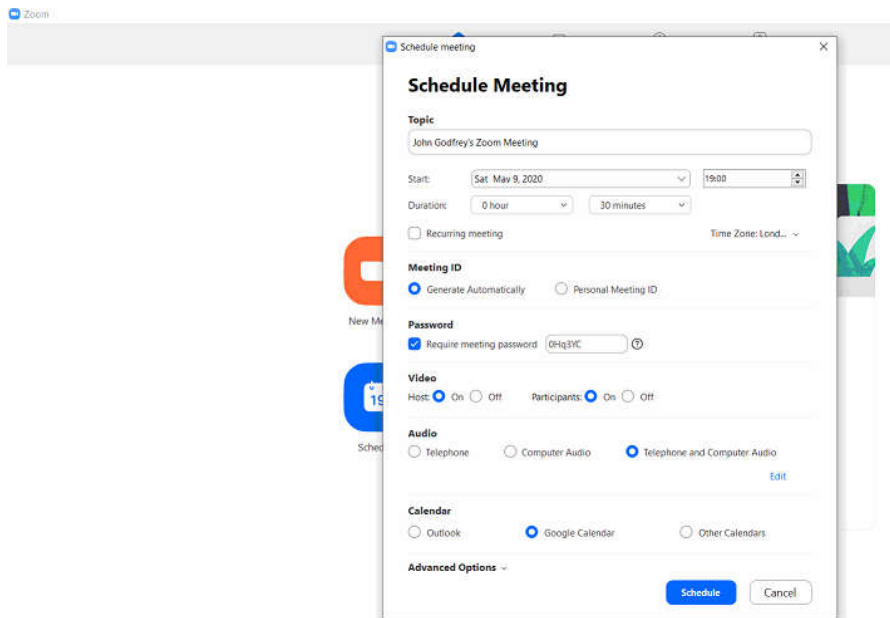 Zoom
Schedule meeting
Schedule Meeting
Topic
John Godfrey's Zoom Meeting
Start: Sat May 9, 2020 19:00
Duration: 0 hour 30 minutes
Recurring meeting Time Zone: Lond...
Meeting ID
Generate Automatically Personal Meeting ID
New Me
Password
Require meeting password 0Hq3YC
Video
Host: On Off Participants: On Off
19
Audio
Sched
Telephone Computer Audio Telephone and Computer Audio
Edit
Calendar
Outlook Google Calendar Other Calendars
Advanced Options
Schedule Cancel